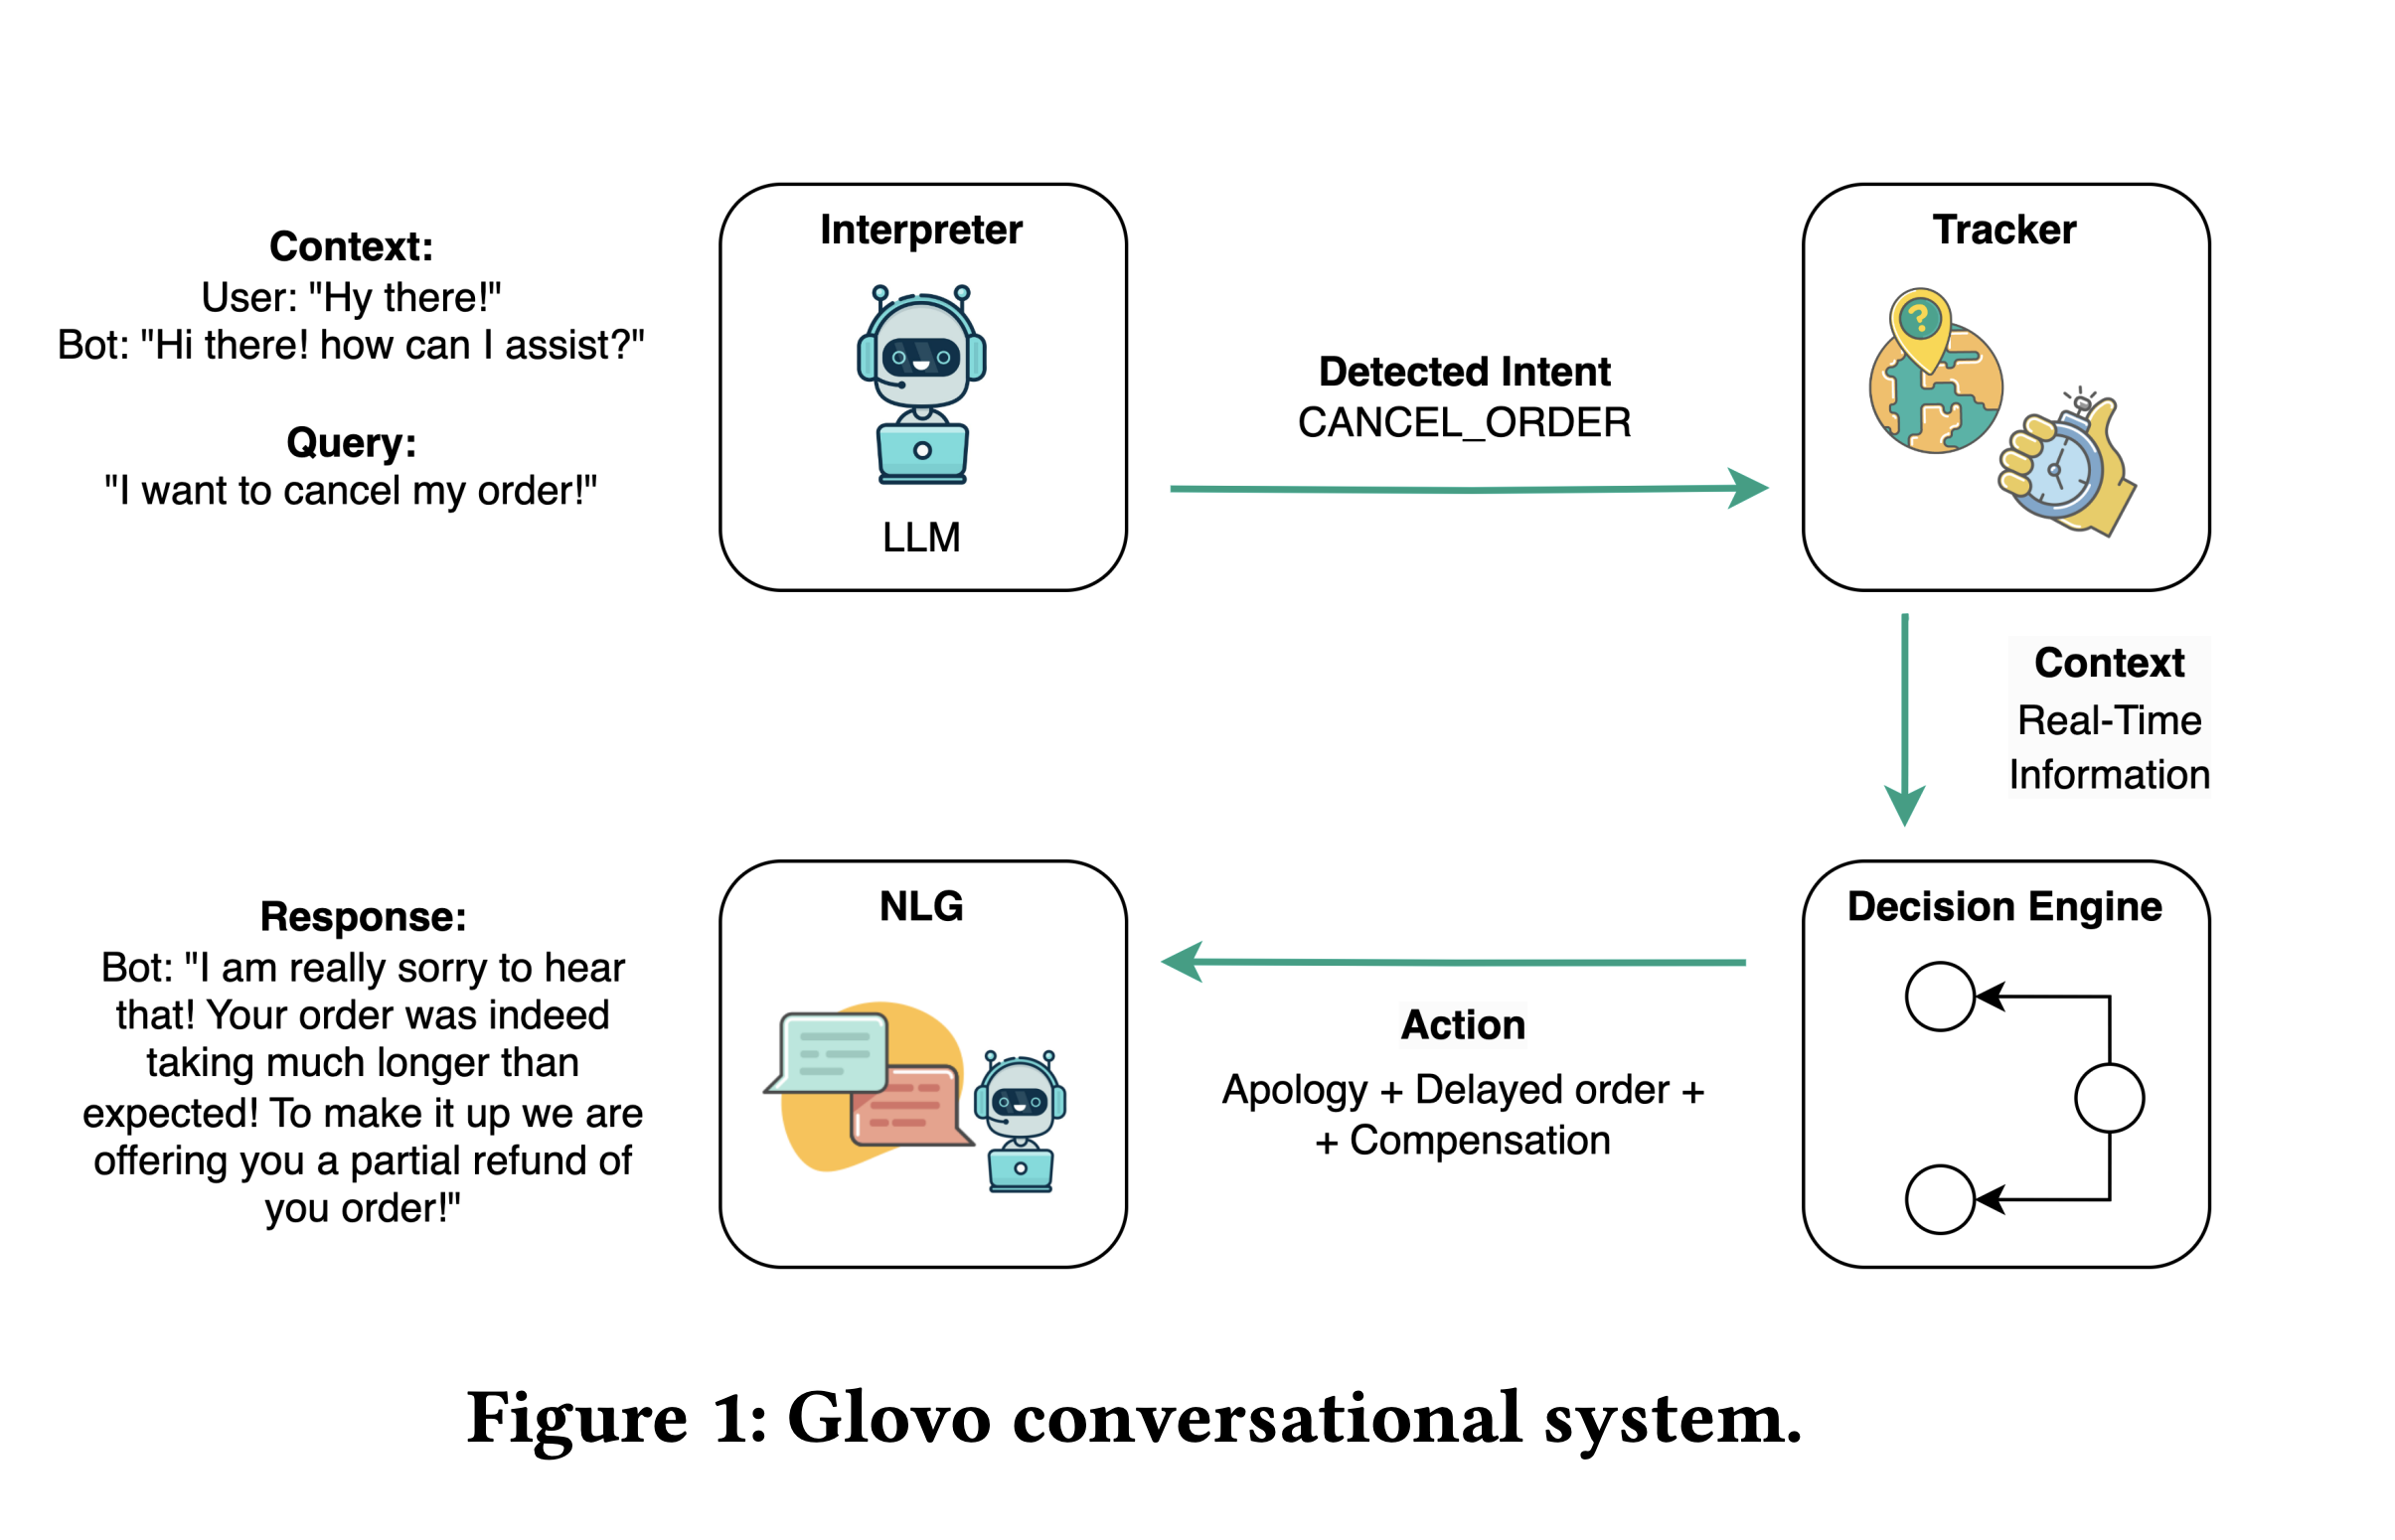 Context:
User: "Hy there!"
Bot: "Hi there! how can I assist?"
Query:
"I want to cancel my order!"
Interpreter
LLM
Detected Intent
CANCEL_ORDER
Tracker
?
Context
Real-Time
Information
Decision Engine
Action
Apology + Delayed order +
+ Compensation
NLG
Response:
Bot: "I am really sorry to hear
that! Your order was indeed
taking much longer than
expected! To make it up we are
offering you a partial refund of
you order!"
Figure 1: Glovo conversational system.